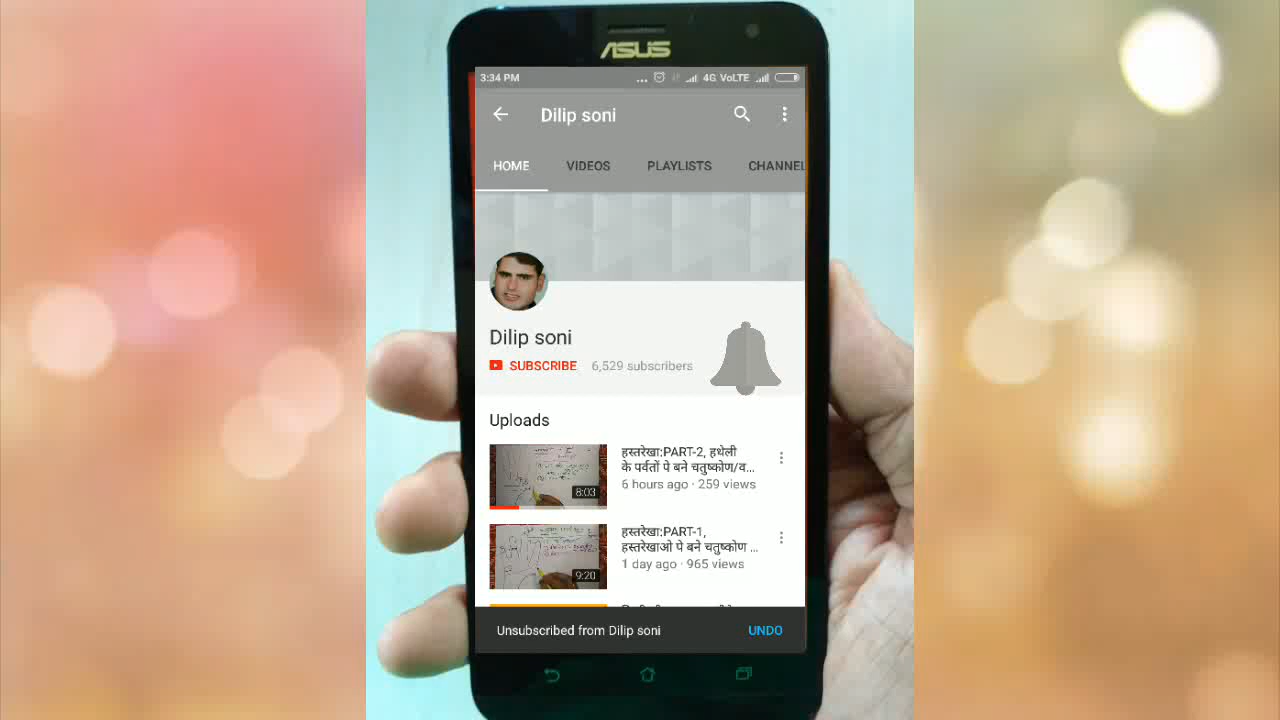 ASUS
3:34 PM
... 4G VoLTE
Dilip soni
HOME VIDEOS PLAYLISTS CHANNEL
Dilip soni
SUBSCRIBE 6,529 subscribers
Uploads
हस्तरेखा:PART-2, हथेली
के पर्वतों पे बने चतुष्कोण/व...
6 hours ago · 259 views
8:03
हस्तरेखा:PART-1,
हस्तरेखाओ पे बने चतुष्कोण ...
1 day ago · 965 views
9:20
Unsubscribed from Dilip soni UNDO